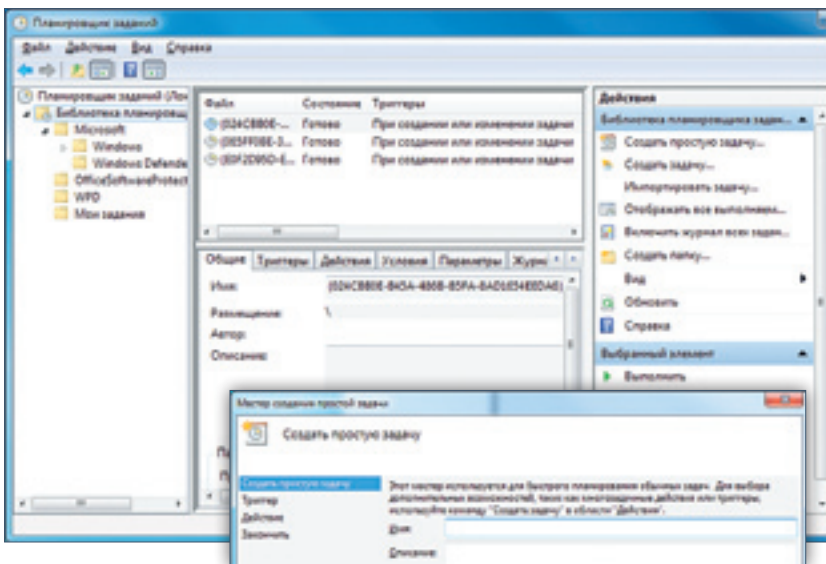 Планировщик заданий
Файл Действие Вид Справка
Планировщик заданий (Лок
Библиотека планировщ
Microsoft
Windows
Windows Defende
OfficeSoftwareProtect
WPD
Мои задания
Файл Состояние Триггеры
Готово При создании или изменении задачи
Готово При создании или изменении задачи
Готово При создании или изменении задачи
Общие Триггеры Действия Условия Параметры Журна
Имя:
Размещение: \
Автор:
Описание:
Действия
Библиотека планировщика задан...
Создать простую задачу...
Создать задачу...
Импортировать задачу...
Отображать все выполняем...
Включить журнал всех задан...
Создать папку...
Вид
Обновить
Справка
Выбранный элемент
Выполнить
Мастер создания простой задачи
Создать простую задачу
Создать простую задачу
Триггер
Действие
Закончить
Этот мастер используется для быстрого планирования обычных задач. Для выбора
дополнительных возможностей, таких как многозадачные действия или триггеры,
используйте команду "Создать задачу" в области "Действия".
Имя:
Описание: